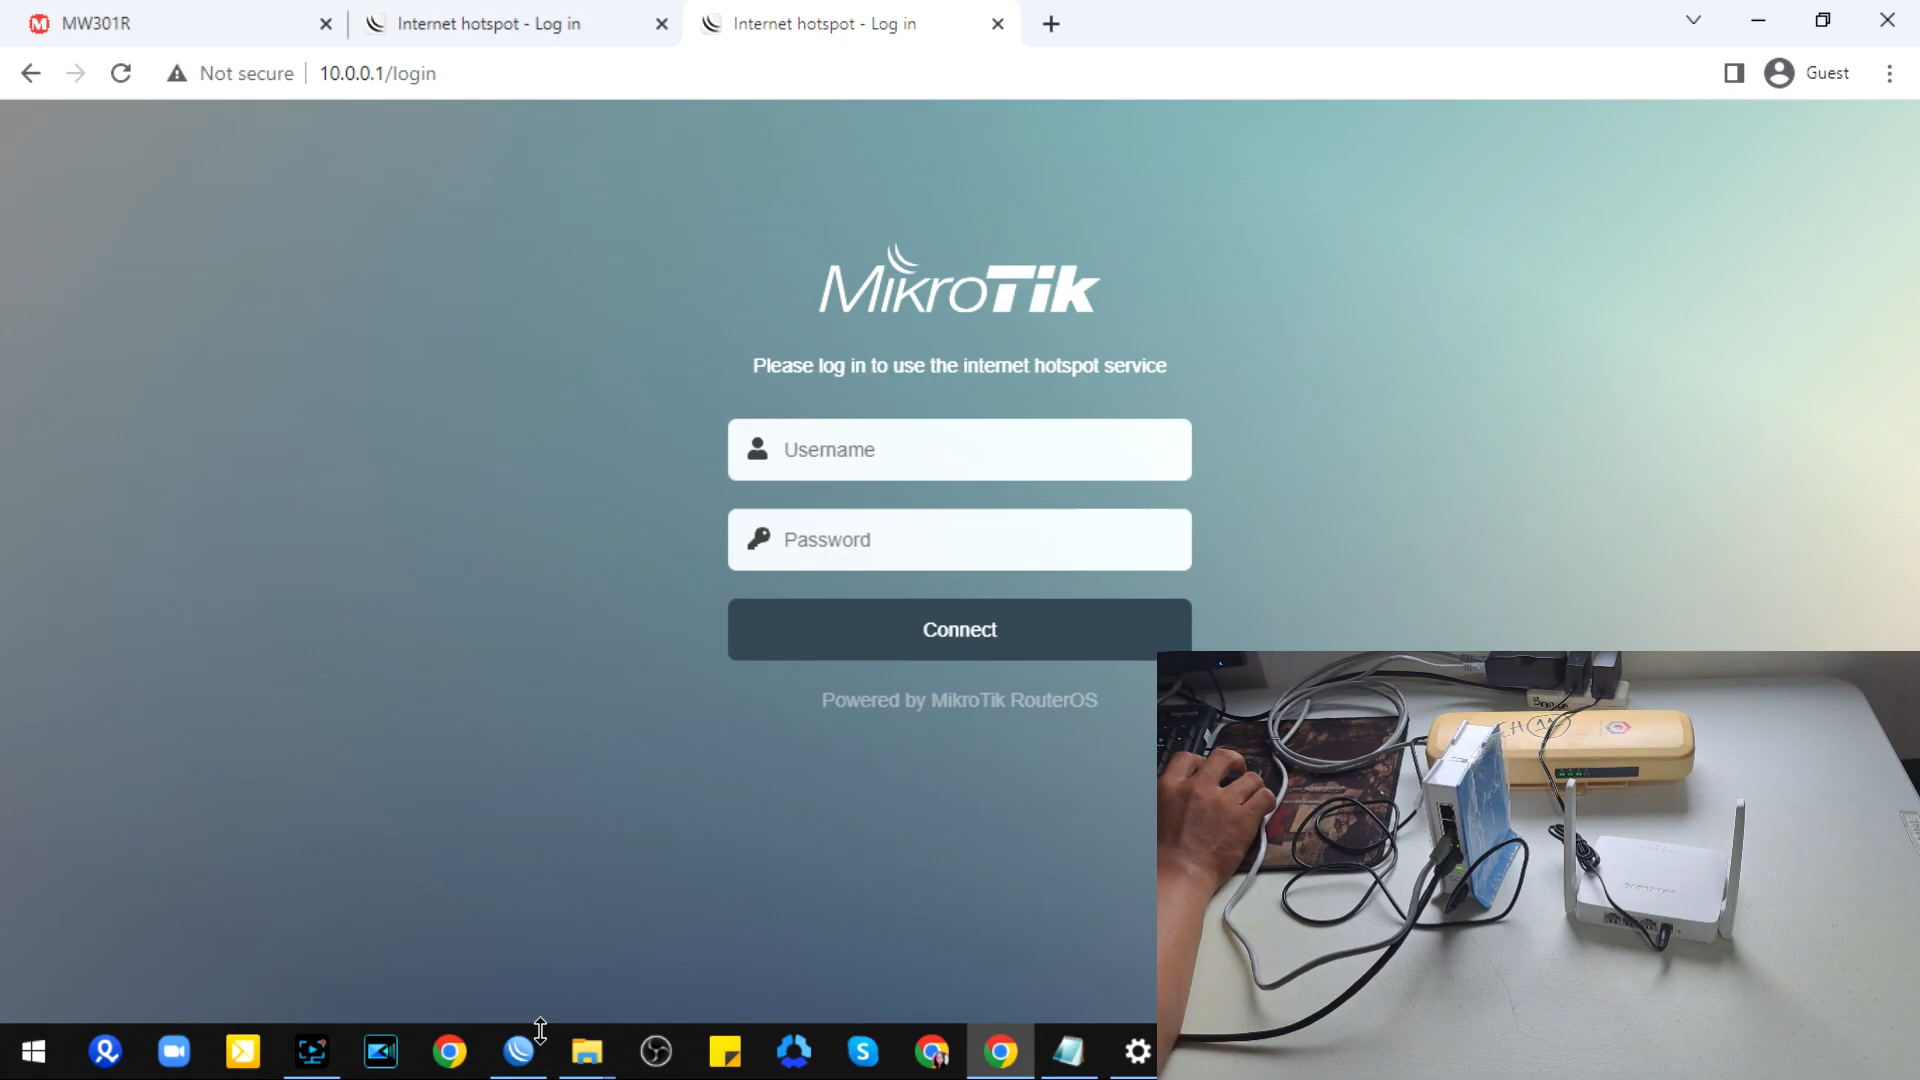 MW301R
Internet hotspot - Log in
Internet hotspot - Log in
Not secure
10.0.0.1/login
Guest
MikroTik
Please log in to use the internet hotspot service
Username
Password
Connect
Powered by MikroTik RouterOS